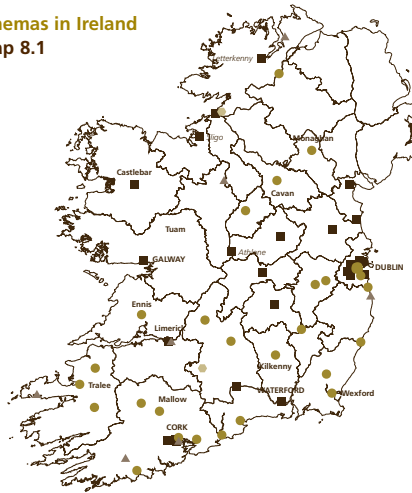 nemas in Ireland
ap 8.1
Letterkenny
Sligo
Monaghan
Castlebar
Cavan
Tuam
Athlone
GALWAY
DUBLIN
Ennis
Limerick
Kilkenny
Tralee
WATERFORD
Wexford
Mallow
CORK